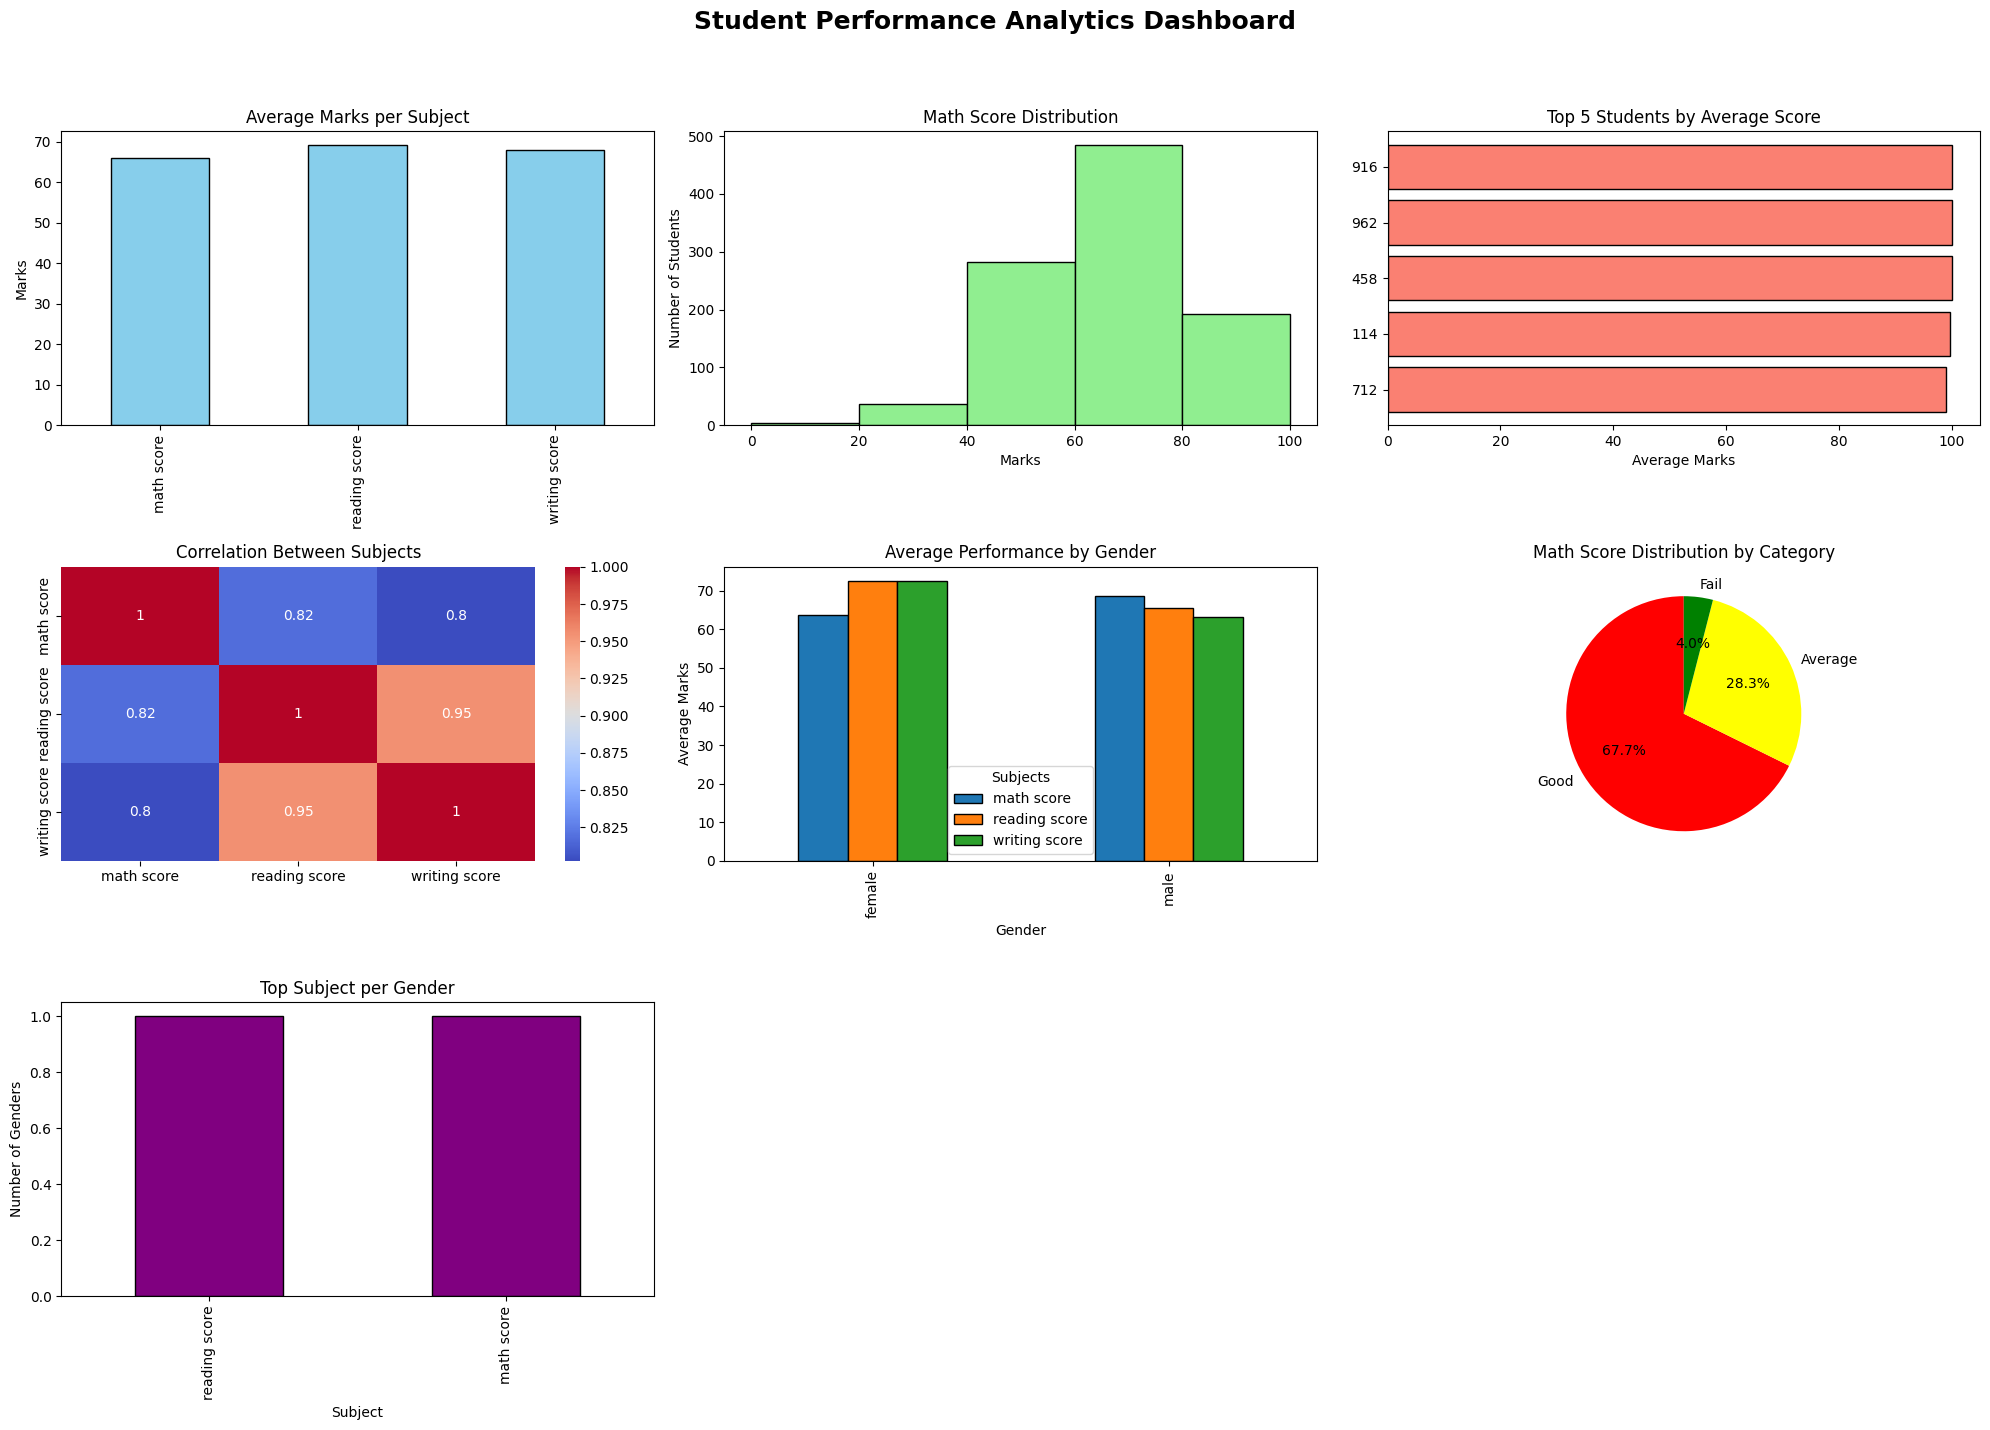 Student Performance Analytics Dashboard
Average Marks per Subject
Marks
70
60
50
40
30
20
10
0
math score
reading score
writing score
Math Score Distribution
Number of Students
500
400
300
200
100
0
0 20 40 60 80 100
Marks
Top 5 Students by Average Score
916
962
458
114
712
0 20 40 60 80 100
Average Marks
Correlation Between Subjects
math score
reading score
writing score
1 0.82 0.8
0.82 1 0.95
0.8 0.95 1
math score reading score writing score
1.000
0.975
0.950
0.925
0.900
0.875
0.850
0.825
Average Performance by Gender
Average Marks
70
60
50
40
30
20
10
0
Subjects
math score
reading score
writing score
female
male
Gender
Math Score Distribution by Category
Fail
4.0%
Average
28.3%
67.7%
Good
Top Subject per Gender
Number of Genders
1.0
0.8
0.6
0.4
0.2
0.0
reading score
math score
Subject